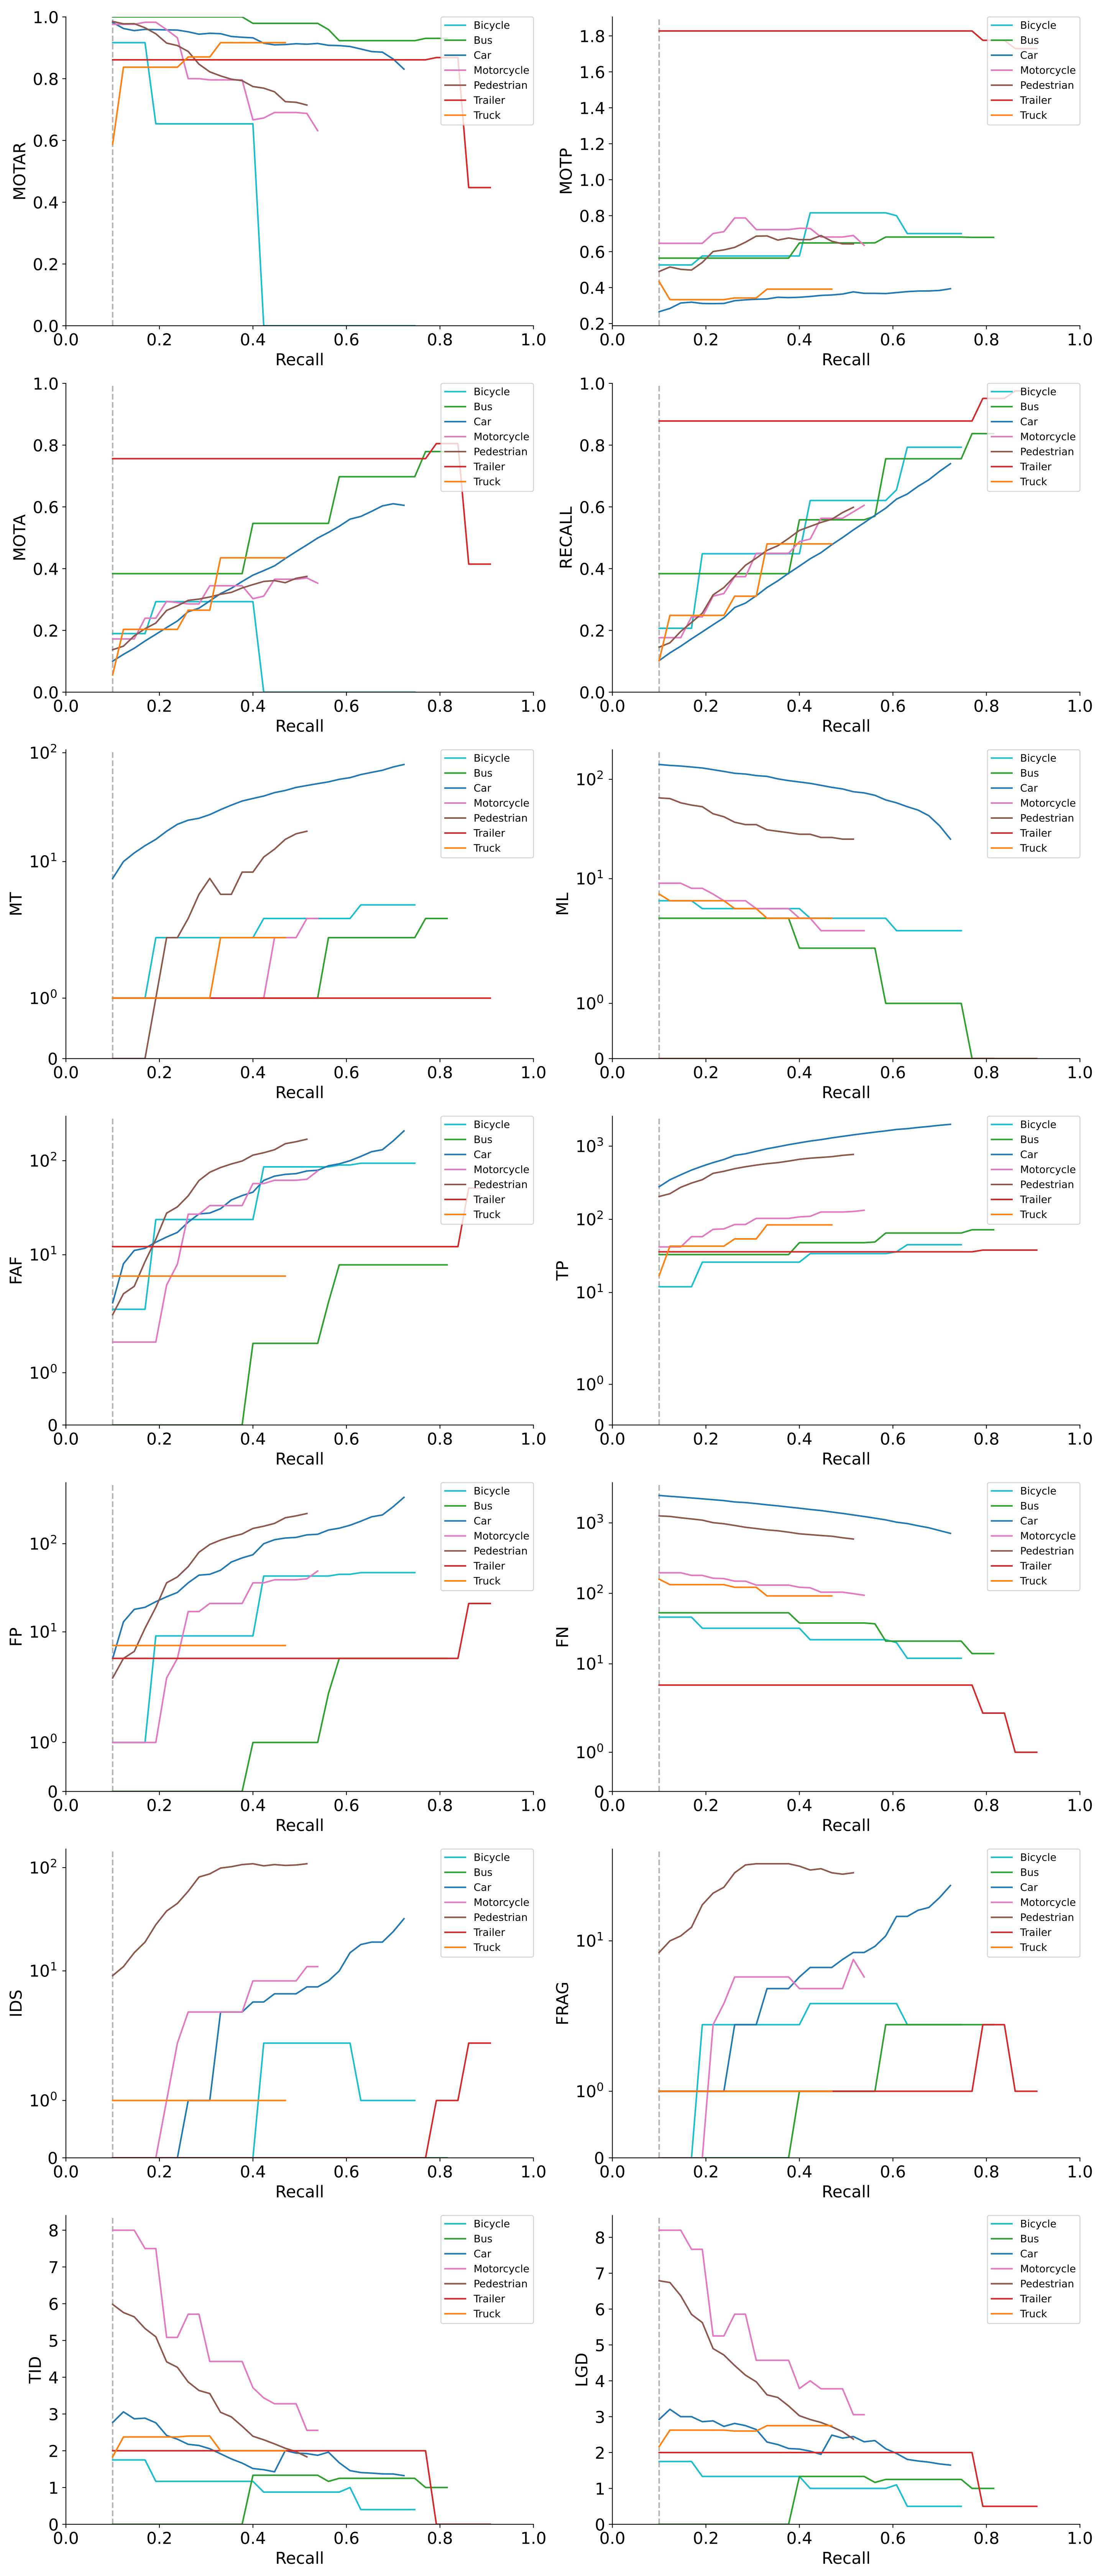 MOTAR
1.0
0.8
0.6
0.4
0.2
0.0
0.0 0.2 0.4 0.6 0.8 1.0
Recall
Bicycle
Bus
Car
Motorcycle
Pedestrian
Trailer
Truck
MOTP
1.8
1.6
1.4
1.2
1.0
0.8
0.6
0.4
0.2
0.0 0.2 0.4 0.6 0.8 1.0
Recall
Bicycle
Bus
Car
Motorcycle
Pedestrian
Trailer
Truck
MOTA
1.0
0.8
0.6
0.4
0.2
0.0
0.0 0.2 0.4 0.6 0.8 1.0
Recall
Bicycle
Bus
Car
Motorcycle
Pedestrian
Trailer
Truck
RECALL
1.0
0.8
0.6
0.4
0.2
0.0
0.0 0.2 0.4 0.6 0.8 1.0
Recall
Bicycle
Bus
Car
Motorcycle
Pedestrian
Trailer
Truck
MT
10²
10¹
10⁰
0
0.0 0.2 0.4 0.6 0.8 1.0
Recall
Bicycle
Bus
Car
Motorcycle
Pedestrian
Trailer
Truck
ML
10²
10¹
10⁰
0
0.0 0.2 0.4 0.6 0.8 1.0
Recall
Bicycle
Bus
Car
Motorcycle
Pedestrian
Trailer
Truck
FAF
10²
10¹
10⁰
0
0.0 0.2 0.4 0.6 0.8 1.0
Recall
Bicycle
Bus
Car
Motorcycle
Pedestrian
Trailer
Truck
TP
10³
10²
10¹
10⁰
0
0.0 0.2 0.4 0.6 0.8 1.0
Recall
Bicycle
Bus
Car
Motorcycle
Pedestrian
Trailer
Truck
FP
10²
10¹
10⁰
0
0.0 0.2 0.4 0.6 0.8 1.0
Recall
Bicycle
Bus
Car
Motorcycle
Pedestrian
Trailer
Truck
FN
10³
10²
10¹
10⁰
0
0.0 0.2 0.4 0.6 0.8 1.0
Recall
Bicycle
Bus
Car
Motorcycle
Pedestrian
Trailer
Truck
IDS
10²
10¹
10⁰
0
0.0 0.2 0.4 0.6 0.8 1.0
Recall
Bicycle
Bus
Car
Motorcycle
Pedestrian
Trailer
Truck
FRAG
10¹
10⁰
0
0.0 0.2 0.4 0.6 0.8 1.0
Recall
Bicycle
Bus
Car
Motorcycle
Pedestrian
Trailer
Truck
TID
8
7
6
5
4
3
2
1
0
0.0 0.2 0.4 0.6 0.8 1.0
Recall
Bicycle
Bus
Car
Motorcycle
Pedestrian
Trailer
Truck
LGD
8
7
6
5
4
3
2
1
0
0.0 0.2 0.4 0.6 0.8 1.0
Recall
Bicycle
Bus
Car
Motorcycle
Pedestrian
Trailer
Truck